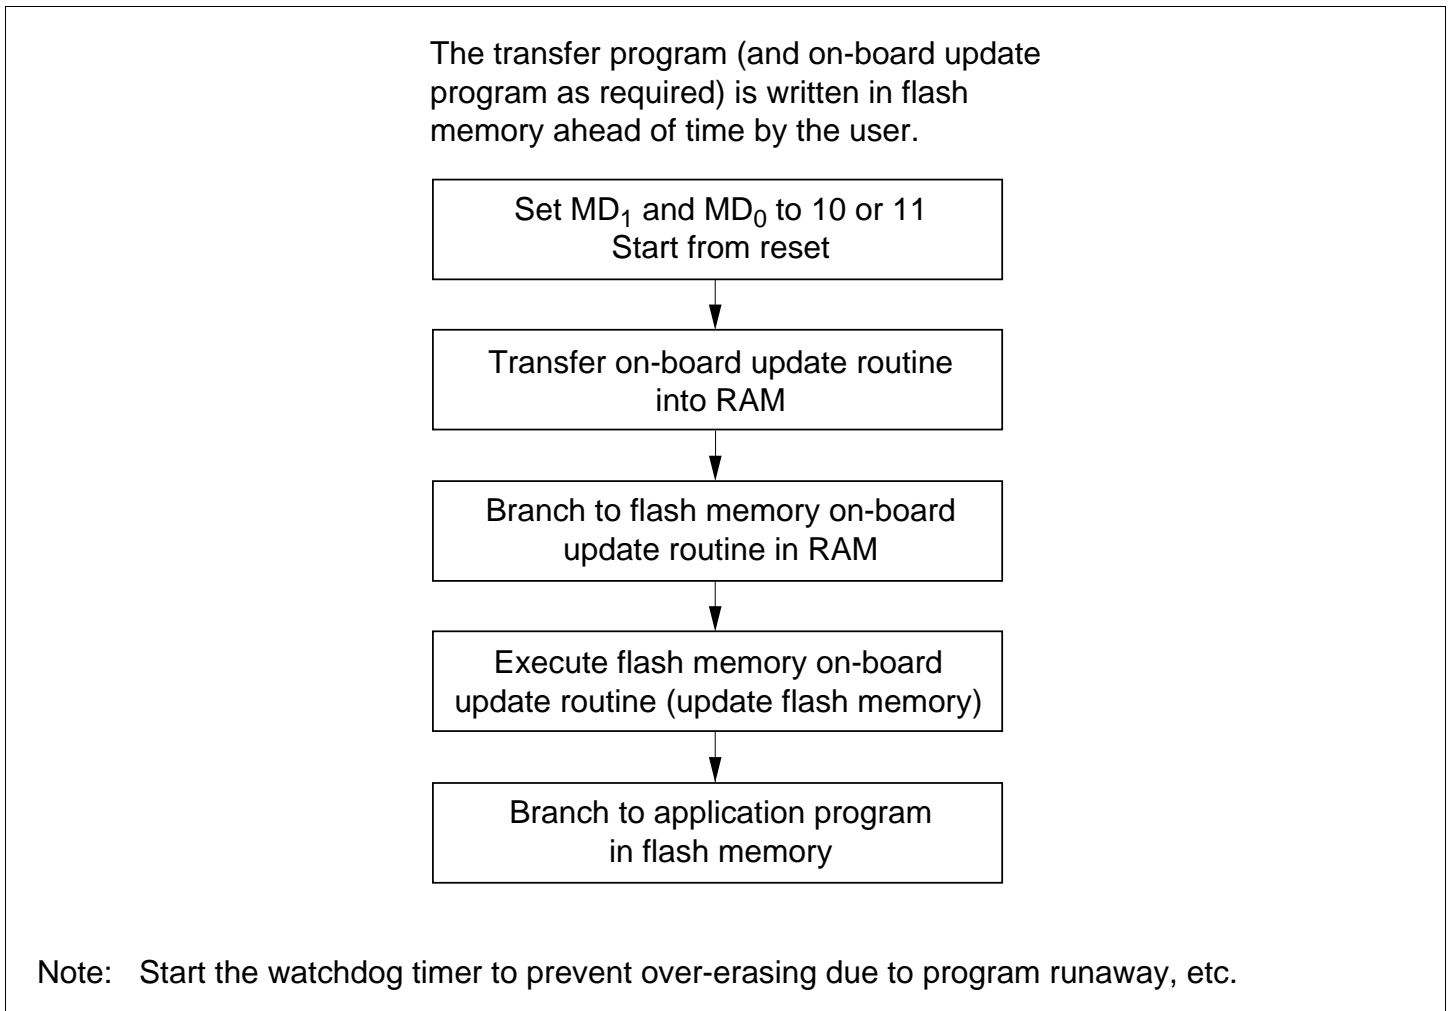 The transfer program (and on-board update
program as required) is written in flash
memory ahead of time by the user.
Set MD₁ and MD₀ to 10 or 11
Start from reset
Transfer on-board update routine
into RAM
Branch to flash memory on-board
update routine in RAM
Execute flash memory on-board
update routine (update flash memory)
Branch to application program
in flash memory
Note: Start the watchdog timer to prevent over-erasing due to program runaway, etc.